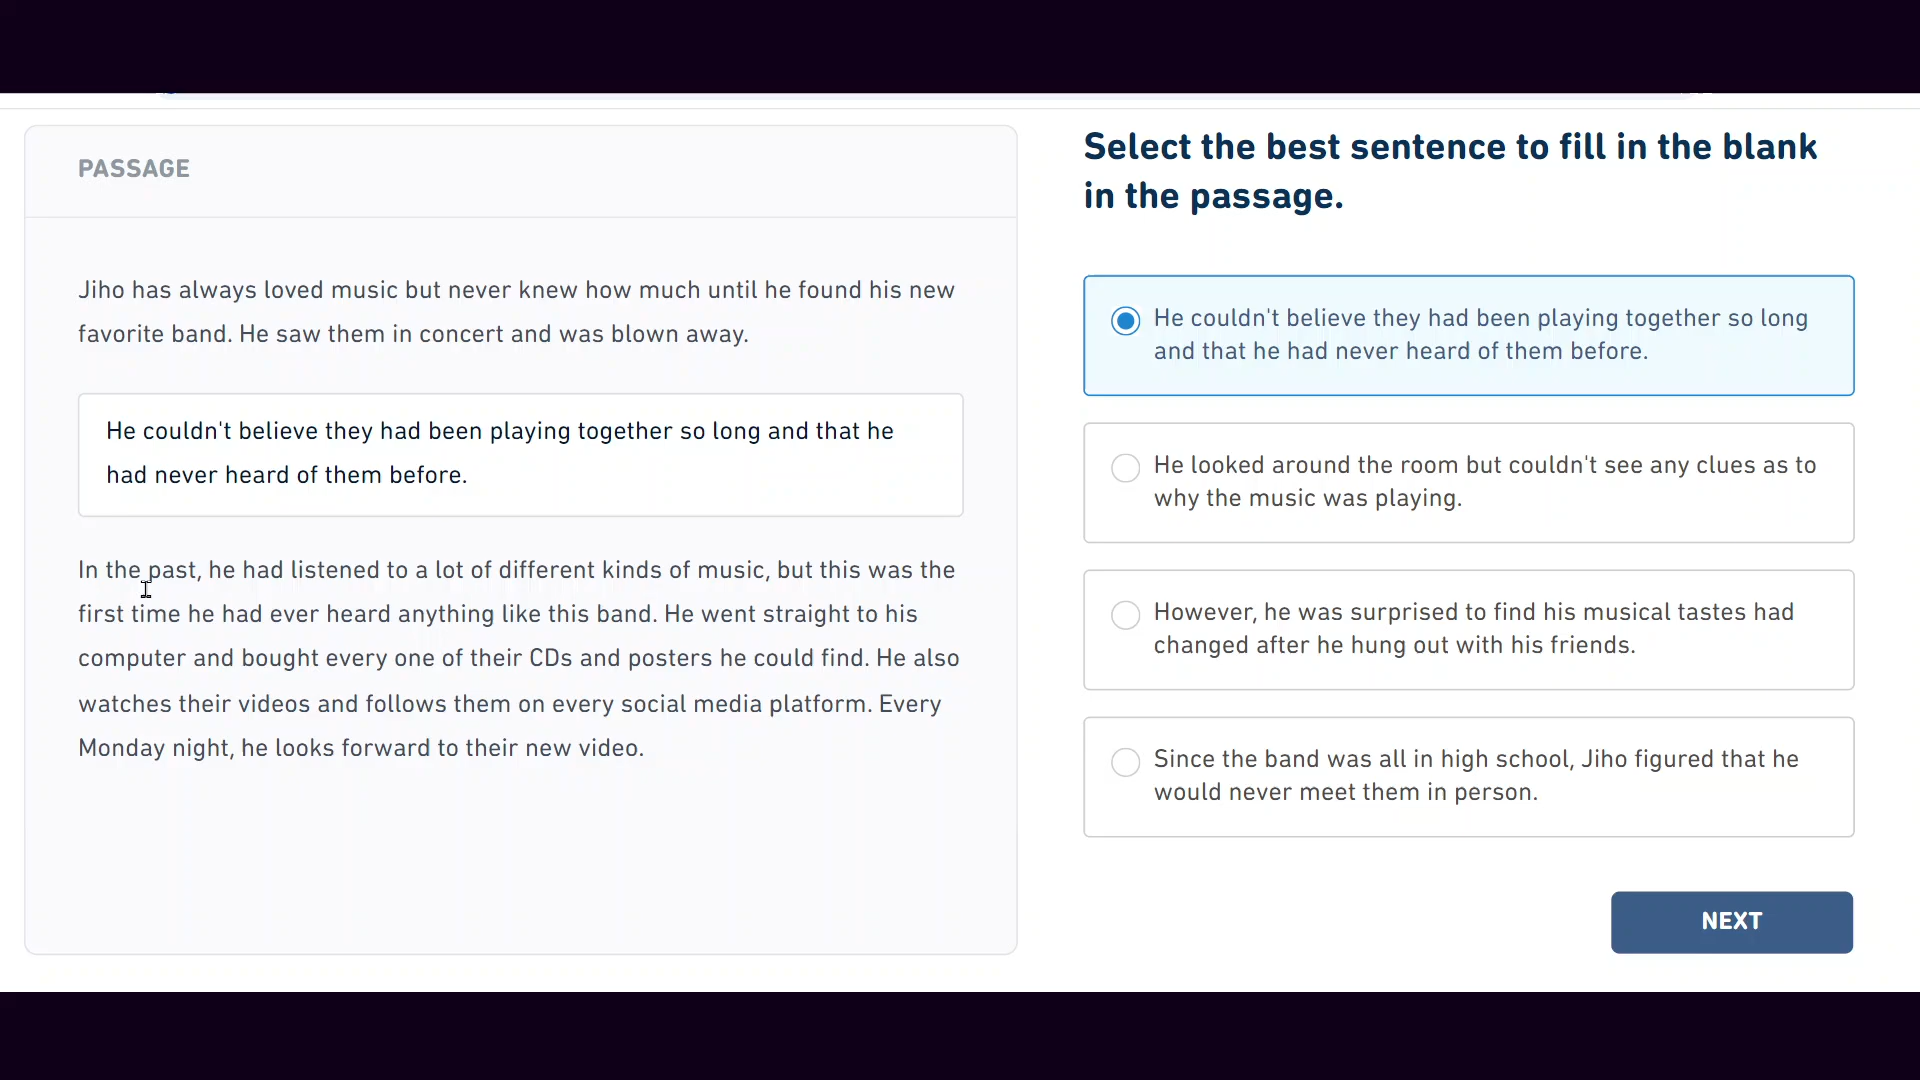 PASSAGE
Jiho has always loved music but never knew how much until he found his new
favorite band. He saw them in concert and was blown away.
He couldn't believe they had been playing together so long and that he
had never heard of them before.
In the past, he had listened to a lot of different kinds of music, but this was the
first time he had ever heard anything like this band. He went straight to his
computer and bought every one of their CDs and posters he could find. He also
watches their videos and follows them on every social media platform. Every
Monday night, he looks forward to their new video.
Select the best sentence to fill in the blank
in the passage.
He couldn't believe they had been playing together so long
and that he had never heard of them before.
He looked around the room but couldn't see any clues as to
why the music was playing.
However, he was surprised to find his musical tastes had
changed after he hung out with his friends.
Since the band was all in high school, Jiho figured that he
would never meet them in person.
NEXT